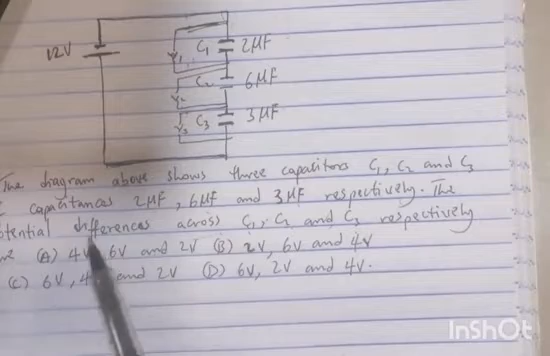 12V
C₁ 2μF
V₁
C₂ 6μF
V₂
C₃ 3μF
V₃
The diagram above shows three capacitors C₁, C₂ and C₃
capacitances 2μF, 6μF and 3μF respectively. The
potential differences across C₁, C₂ and C₃ respectively
(A) 4V, 6V and 2V (B) 2V, 6V and 4V
(C) 6V, 4 and 2V (D) 6V, 2V and 4V.
InShOt